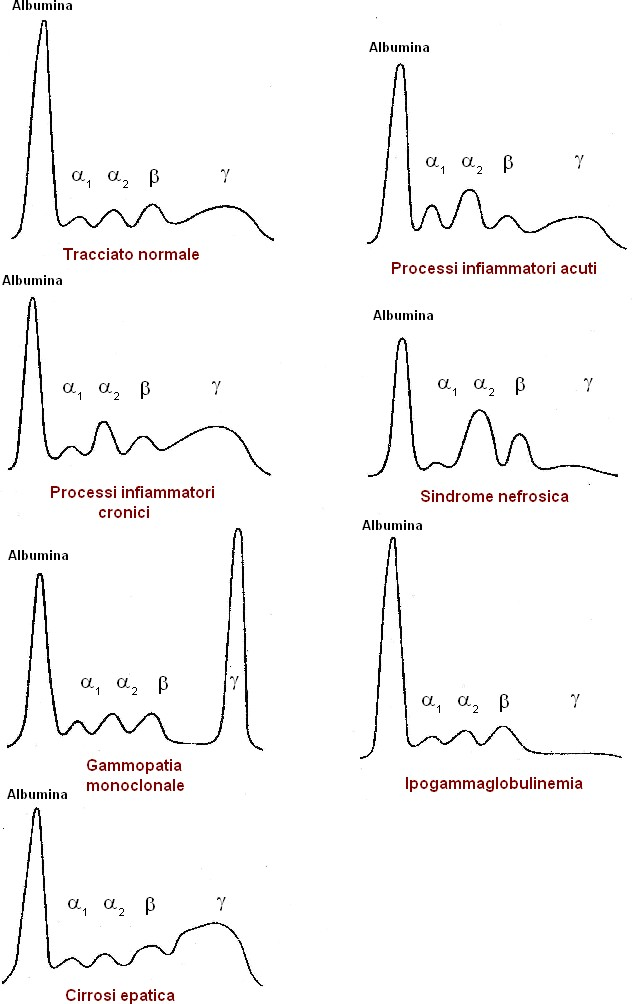 Albumina
α1 α2 β γ
Tracciato normale
Albumina
α1 α2 β γ
Processi infiammatori acuti
Albumina
α1 α2 β γ
Processi infiammatori
cronici
Albumina
α1 α2 β γ
Sindrome nefrosica
Albumina
α1 α2 β γ
Gammopatia
monoclonale
Albumina
α1 α2 β γ
Ipogammaglobulinemia
Albumina
α1 α2 β γ
Cirrosi epatica